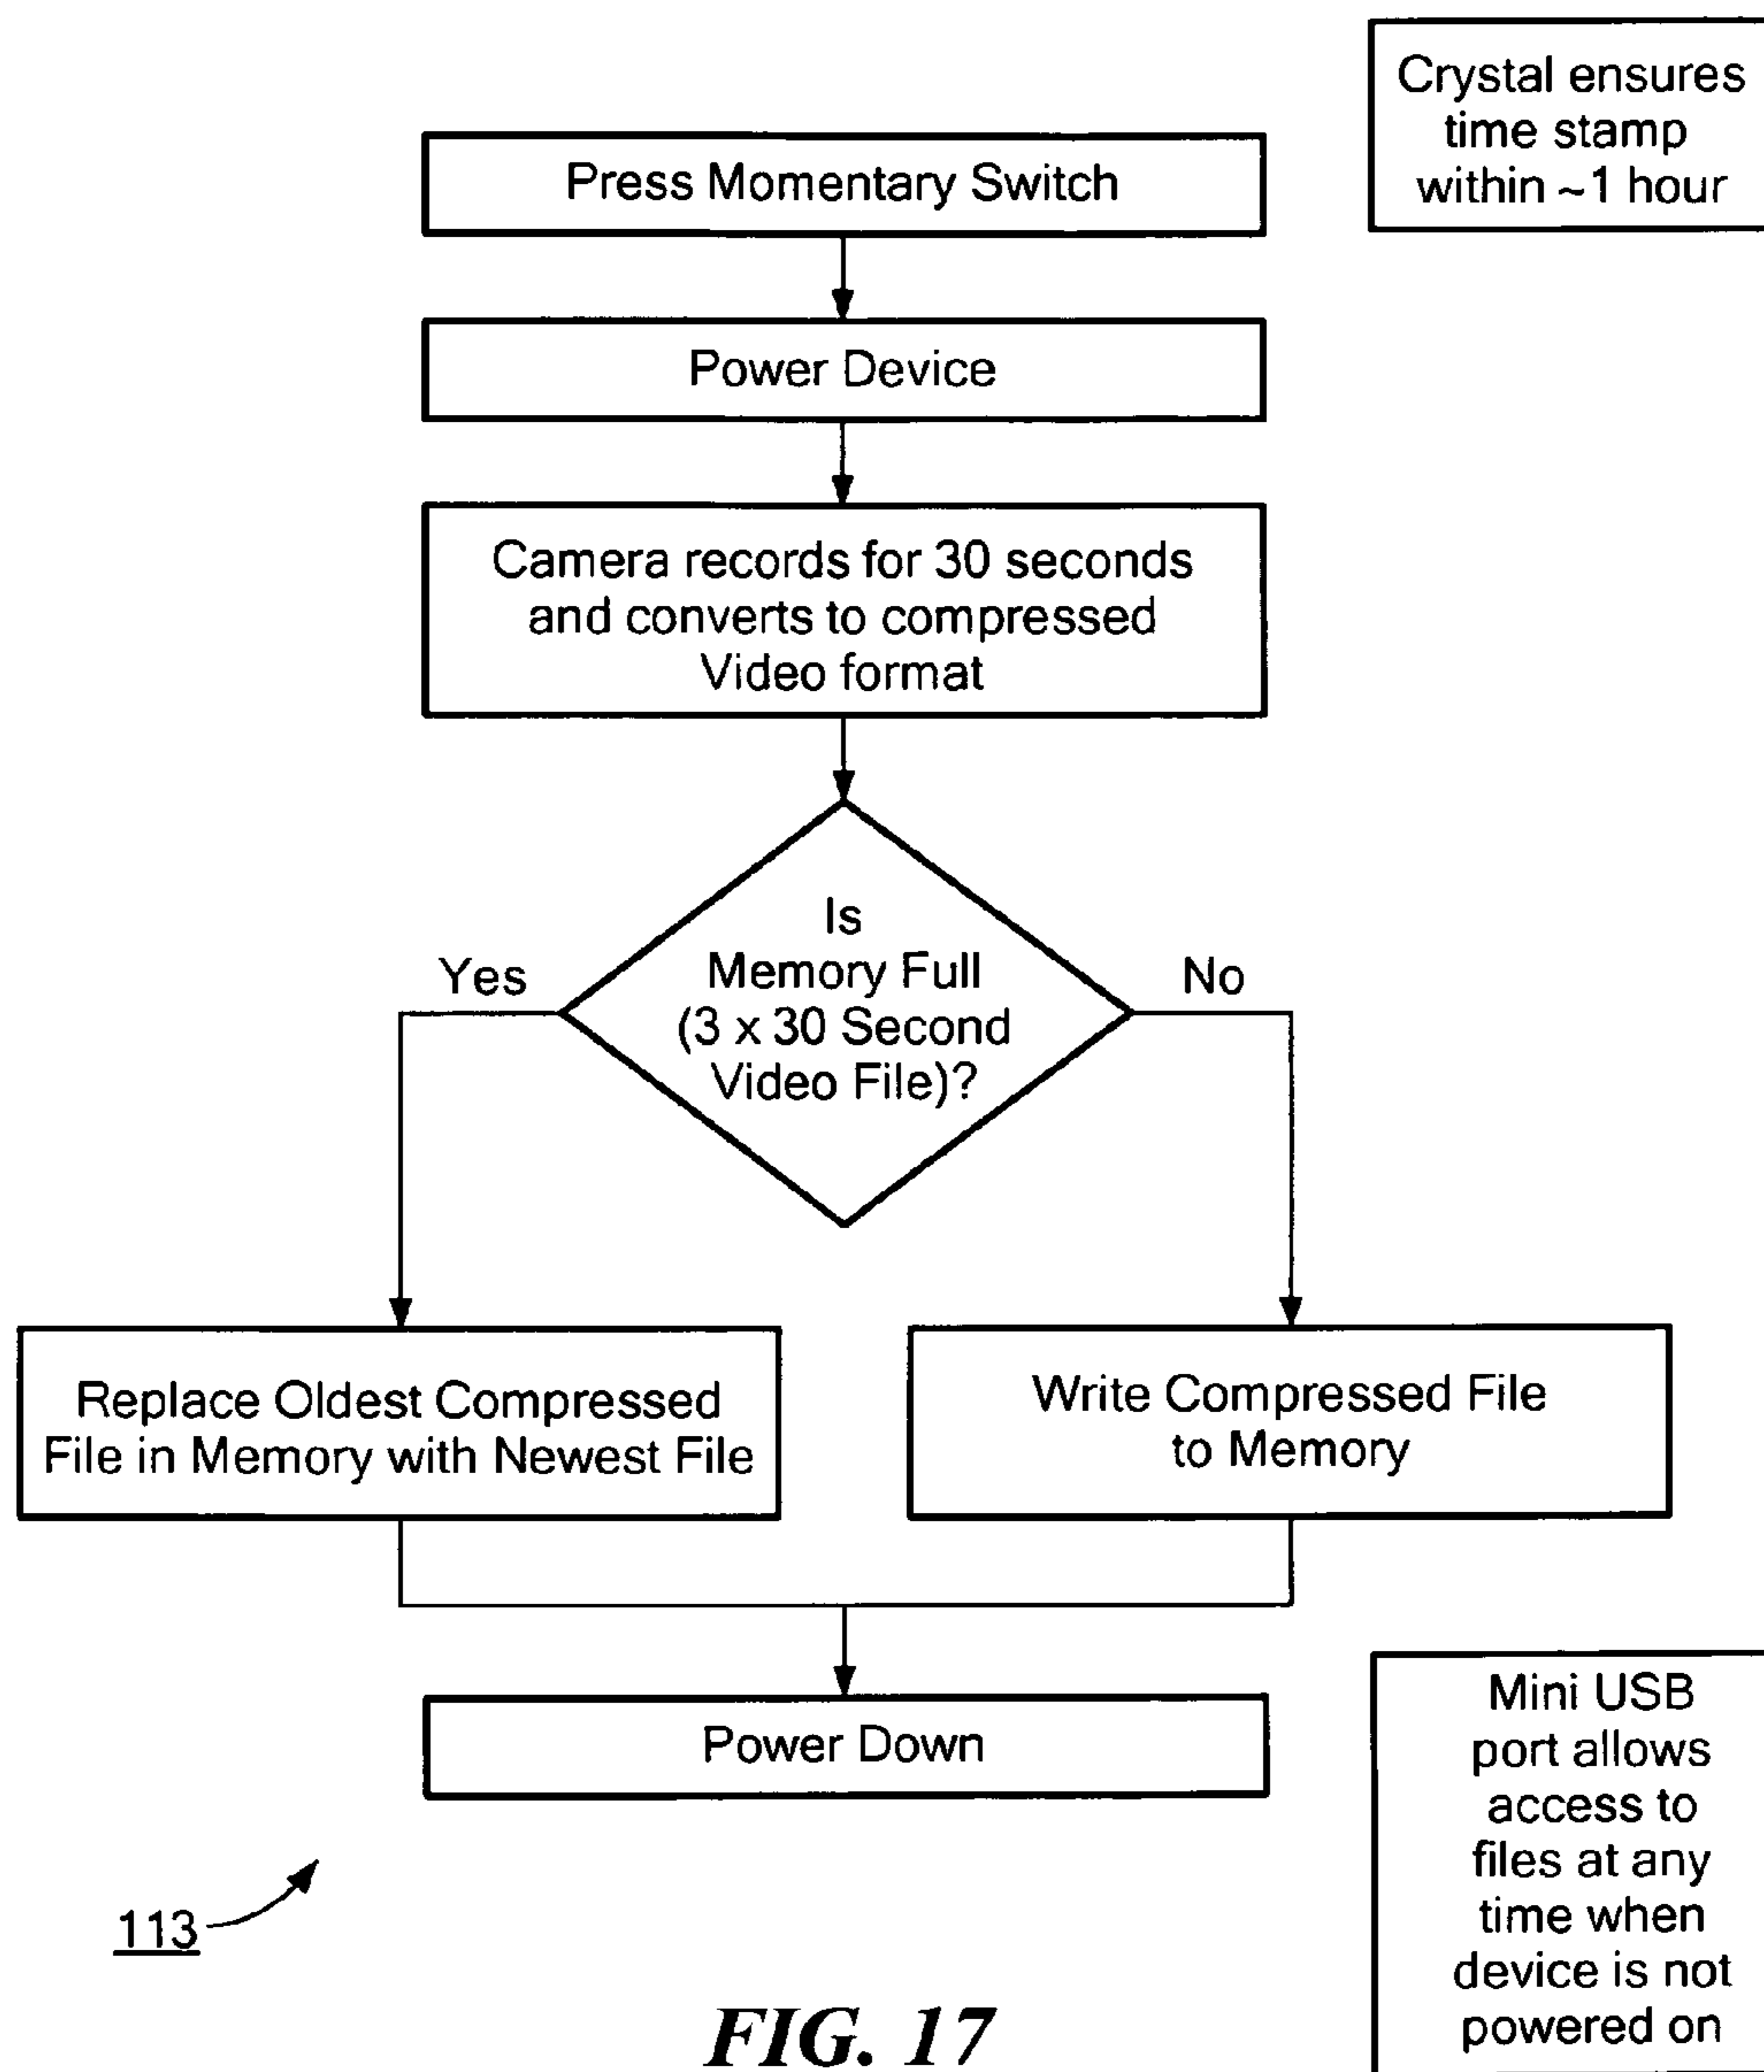 Crystal ensures
time stamp
within ~1 hour
Press Momentary Switch
Power Device
Camera records for 30 seconds
and converts to compressed
Video format
Is
Memory Full
(3 x 30 Second
Video File)?
Yes
No
Replace Oldest Compressed
File in Memory with Newest File
Write Compressed File
to Memory
Power Down
Mini USB
port allows
access to
files at any
time when
device is not
powered on
113
FIG. 17